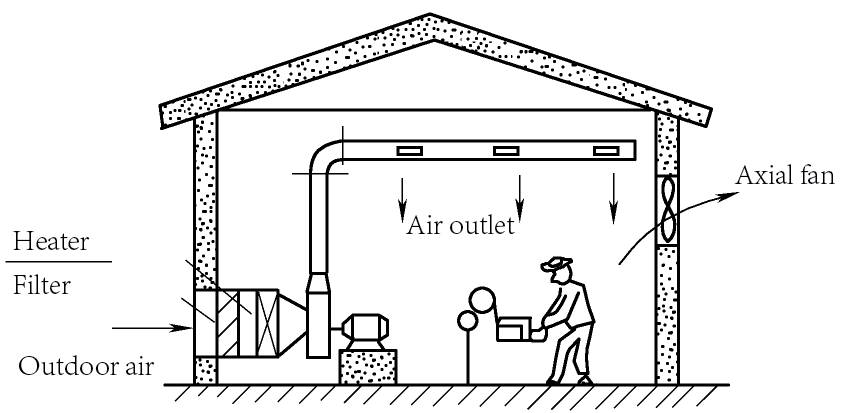 Axial fan
Air outlet
Heater
Filter
Outdoor air